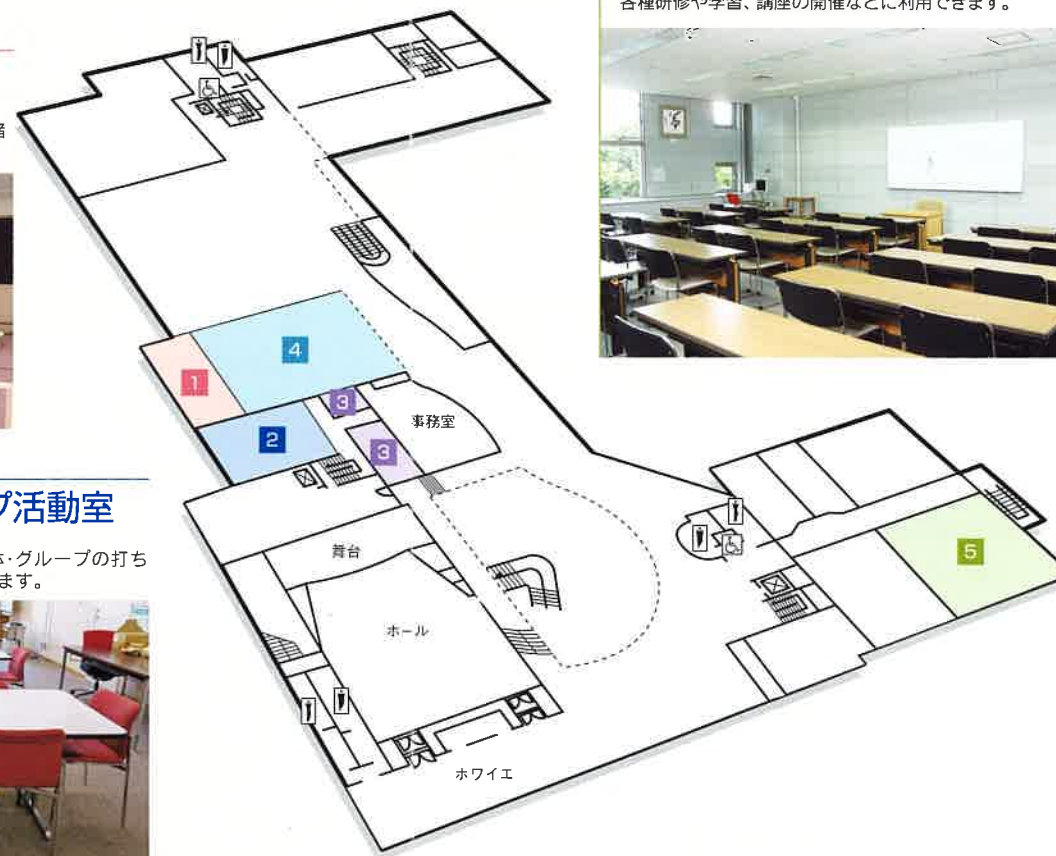 各種研修や学習、講座の開催などに利用できます。
4
1
3
事務室
2
3
プ活動室
体・グループの打ち
ます。
舞台
5
ホール
ホワイエ